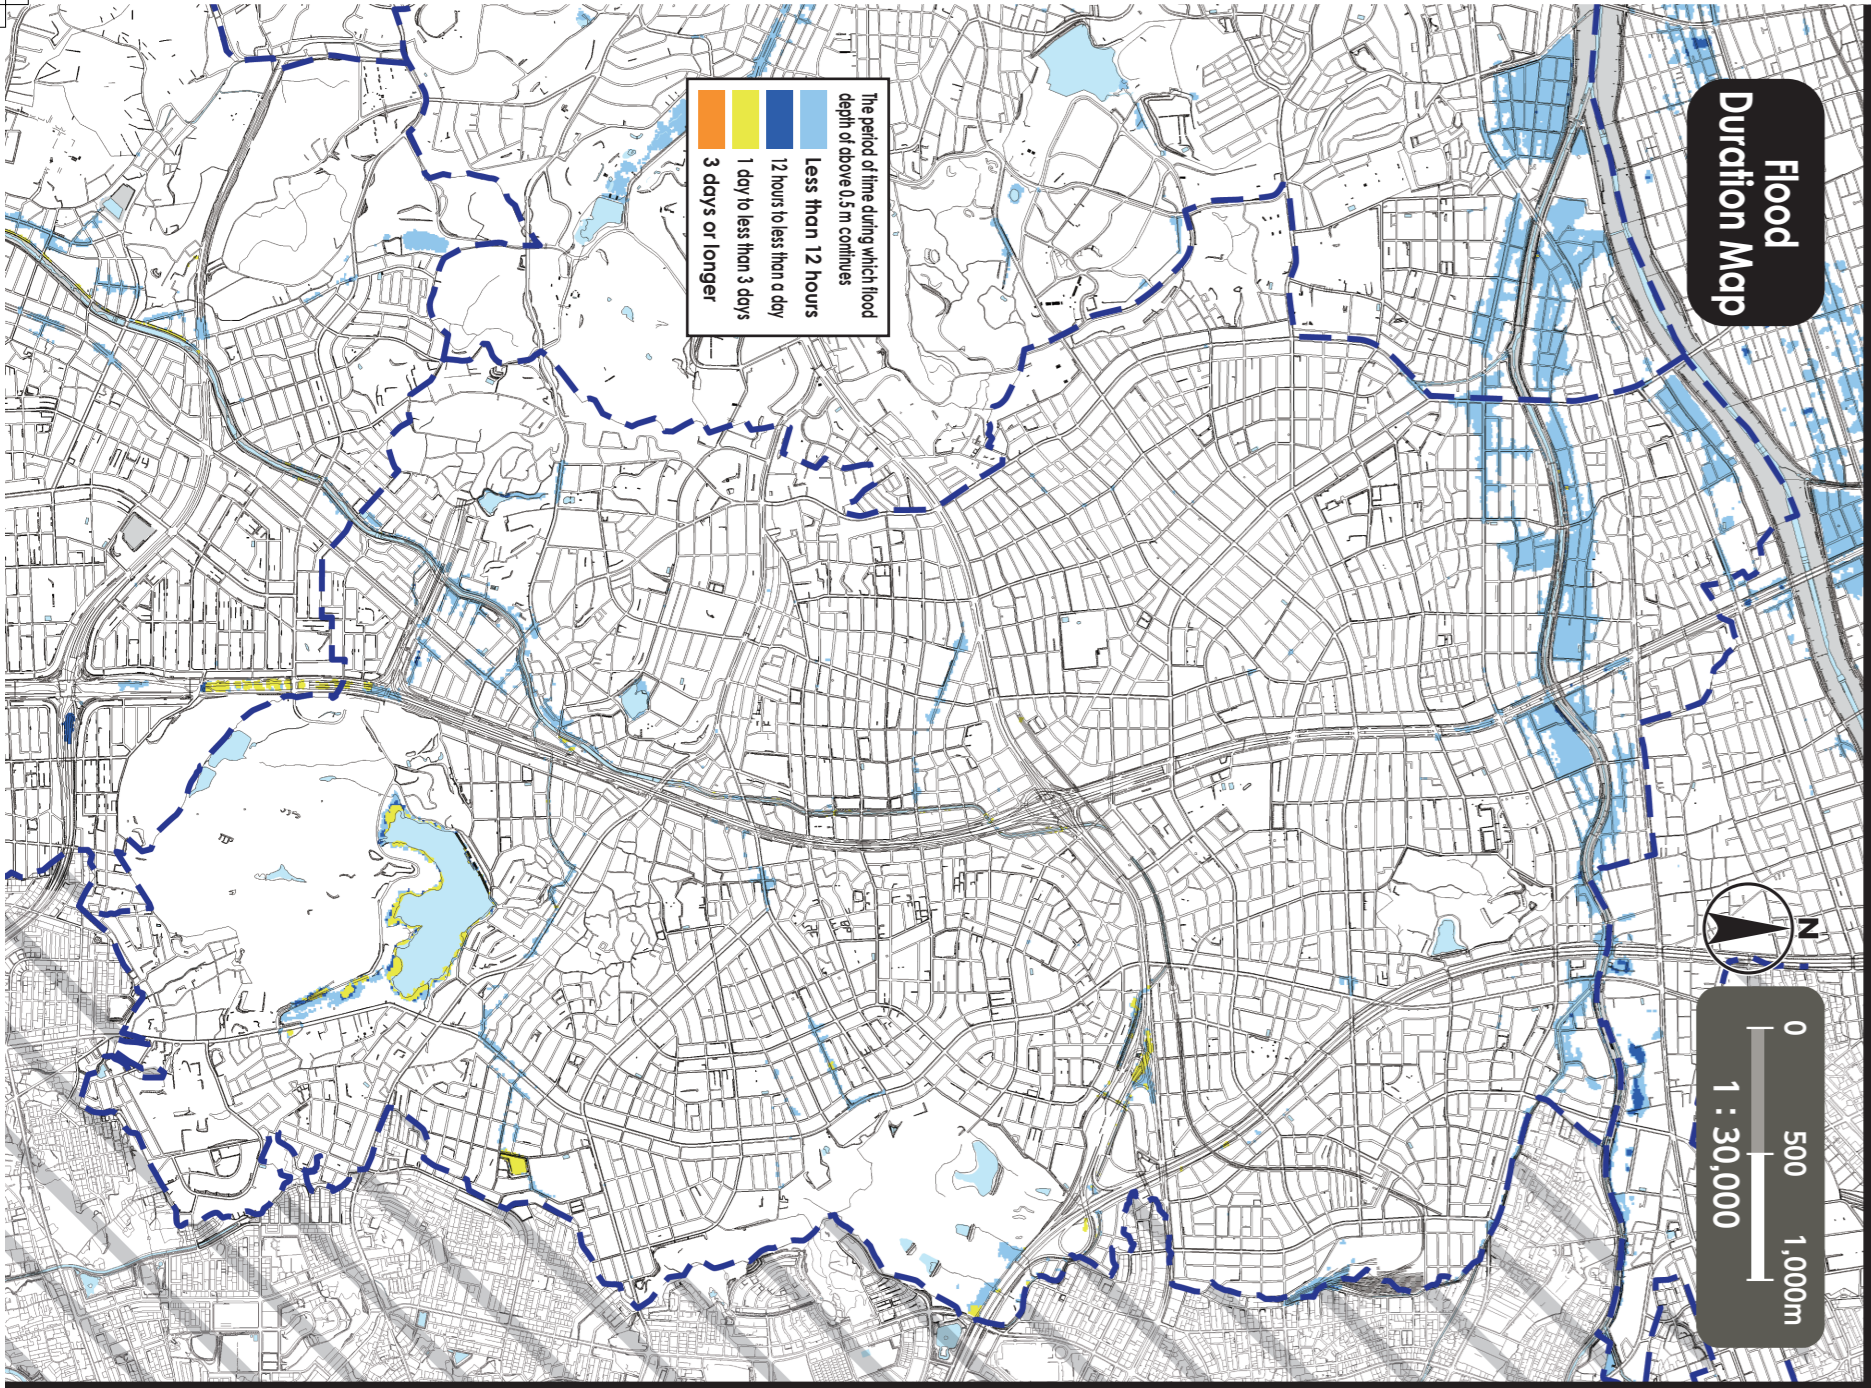 Flood
Duration Map
The period of time during which flood
depth of above 0.5 m continues
Less than 12 hours
12 hours to less than a day
1 day to less than 3 days
3 days or longer
N
0 500 1,000m
1 : 30,000